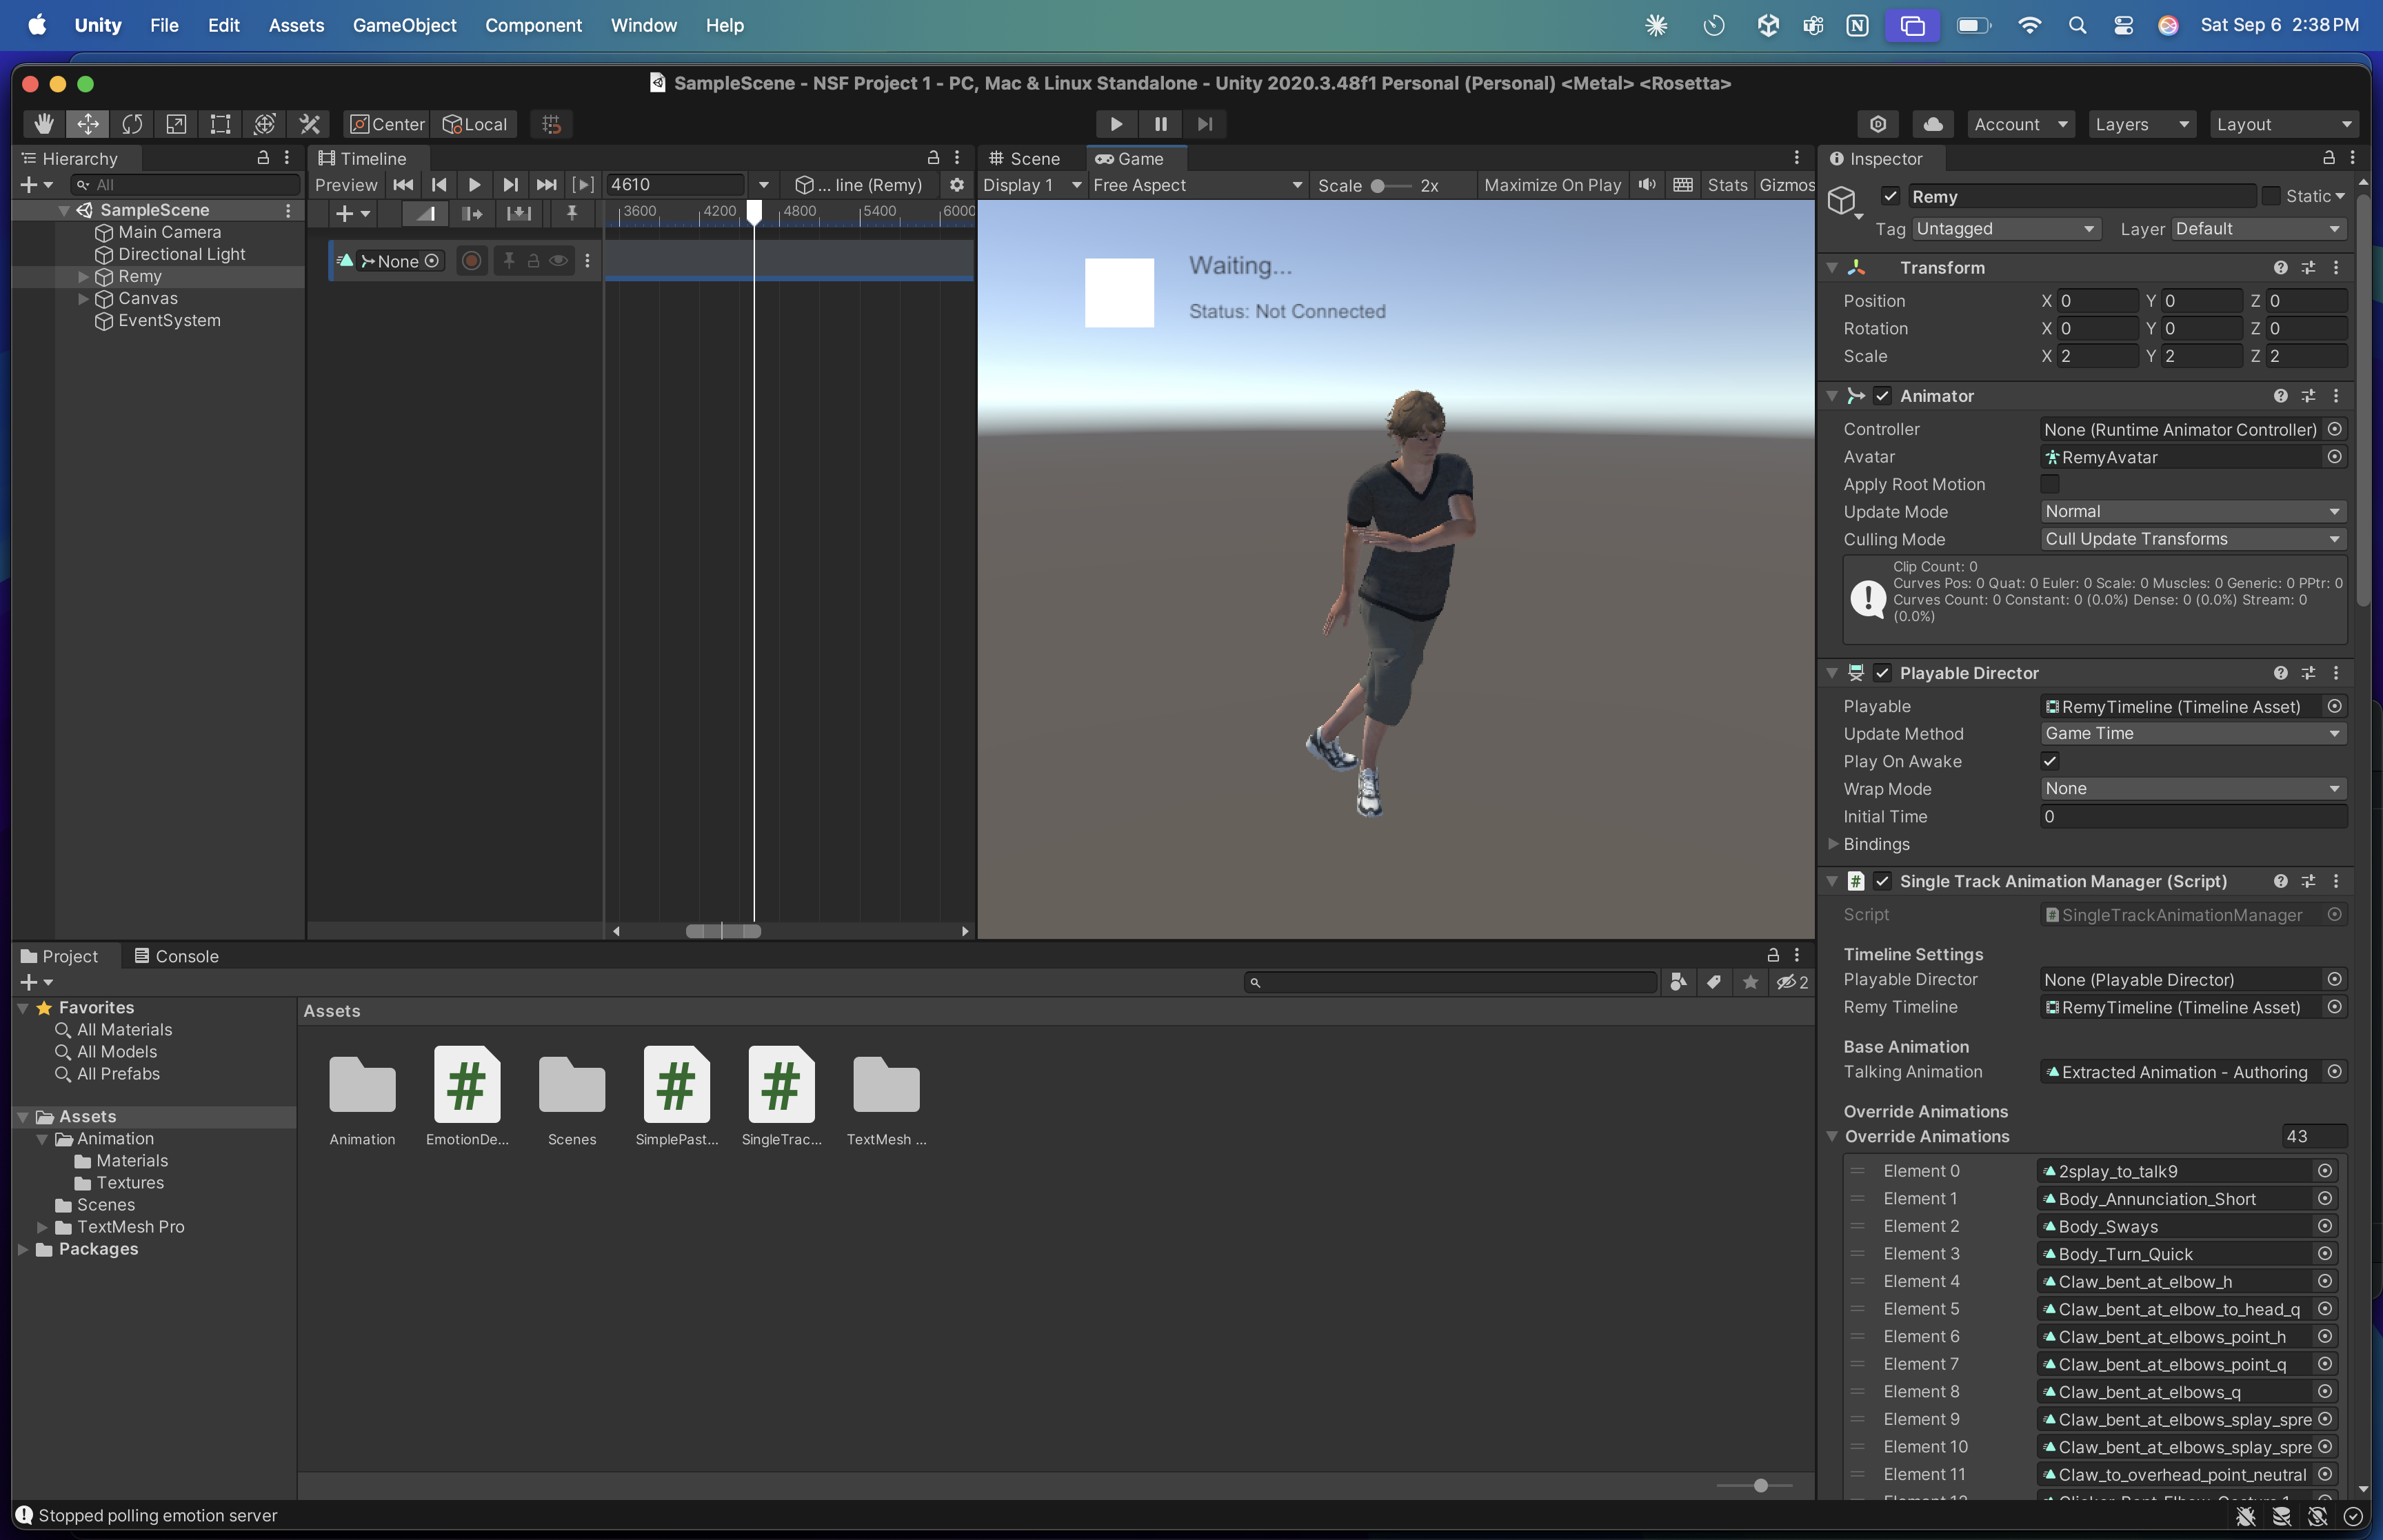 Unity File Edit Assets GameObject Component Window Help Sat Sep 6 2:38 PM
SampleScene - NSF Project 1 - PC, Mac & Linux Standalone - Unity 2020.3.48f1 Personal (Personal) <Metal> <Rosetta>
Center Local Account Layers Layout
Hierarchy
All
SampleScene
Main Camera
Directional Light
Remy
Canvas
EventSystem
Timeline
Preview 4610 ... line (Remy)
3600 4200 4800 5400 6000
None
Scene Game
Display 1 Free Aspect Scale 2x Maximize On Play Stats Gizmos
Waiting...
Status: Not Connected
Inspector
Remy Static
Tag Untagged Layer Default
Transform
Position X 0 Y 0 Z 0
Rotation X 0 Y 0 Z 0
Scale X 2 Y 2 Z 2
Animator
Controller None (Runtime Animator Controller)
Avatar RemyAvatar
Apply Root Motion
Update Mode Normal
Culling Mode Cull Update Transforms
Clip Count: 0
Curves Pos: 0 Quat: 0 Euler: 0 Scale: 0 Muscles: 0 Generic: 0 PPtr: 0
Curves Count: 0 Constant: 0 (0.0%) Dense: 0 (0.0%) Stream: 0
(0.0%)
Playable Director
Playable RemyTimeline (Timeline Asset)
Update Method Game Time
Play On Awake
Wrap Mode None
Initial Time 0
Bindings
Single Track Animation Manager (Script)
Script SingleTrackAnimationManager
Timeline Settings
Playable Director None (Playable Director)
Remy Timeline RemyTimeline (Timeline Asset)
Base Animation
Talking Animation Extracted Animation - Authoring
Override Animations
Override Animations 43
Element 0 2splay_to_talk9
Element 1 Body_Annunciation_Short
Element 2 Body_Sways
Element 3 Body_Turn_Quick
Element 4 Claw_bent_at_elbow_h
Element 5 Claw_bent_at_elbow_to_head_q
Element 6 Claw_bent_at_elbows_point_h
Element 7 Claw_bent_at_elbows_point_q
Element 8 Claw_bent_at_elbows_q
Element 9 Claw_bent_at_elbows_splay_spre
Element 10 Claw_bent_at_elbows_splay_spre
Element 11 Claw_to_overhead_point_neutral
Project Console
2
Favorites
All Materials
All Models
All Prefabs
Assets
Animation
Materials
Textures
Scenes
TextMesh Pro
Packages
Assets
Animation EmotionDe... Scenes SimplePast... SingleTrac... TextMesh ...
Stopped polling emotion server